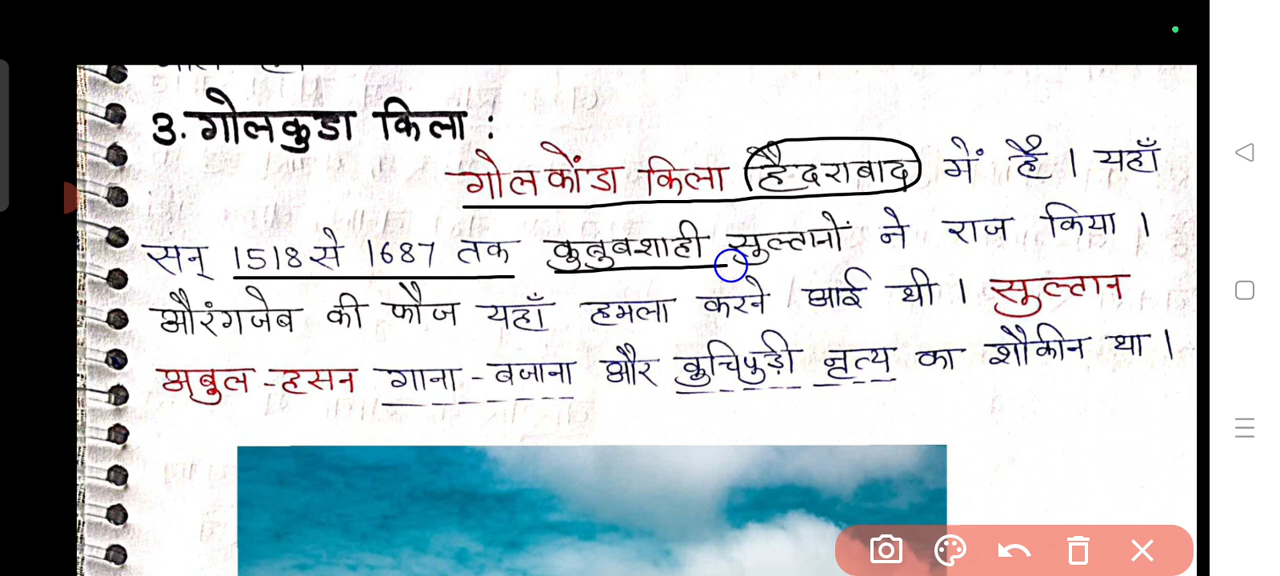 3. गोलकुडा किला :
गोलकोंडा किला हैदराबाद में है । यहाँ
सन् 1518 से 1687 तक कुतुबशाही सुल्तानों ने राज किया ।
औरंगजेब की फौज यहाँ हमला करने आई थी । सुल्तान
अबुल - हसन गाना - बजाना और कुचिपुड़ी नृत्य का शौकीन था ।